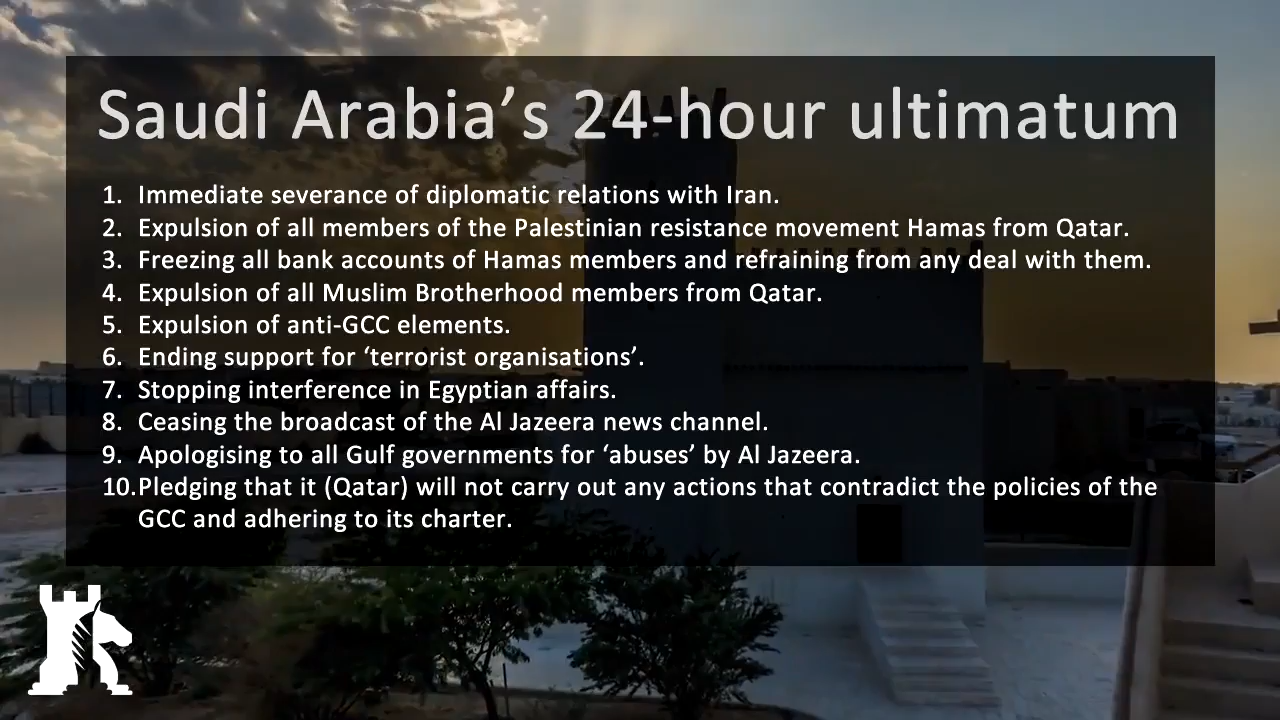 Saudi Arabia’s 24-hour ultimatum
1. Immediate severance of diplomatic relations with Iran.
2. Expulsion of all members of the Palestinian resistance movement Hamas from Qatar.
3. Freezing all bank accounts of Hamas members and refraining from any deal with them.
4. Expulsion of all Muslim Brotherhood members from Qatar.
5. Expulsion of anti-GCC elements.
6. Ending support for ‘terrorist organisations’.
7. Stopping interference in Egyptian affairs.
8. Ceasing the broadcast of the Al Jazeera news channel.
9. Apologising to all Gulf governments for ‘abuses’ by Al Jazeera.
10.Pledging that it (Qatar) will not carry out any actions that contradict the policies of the
GCC and adhering to its charter.